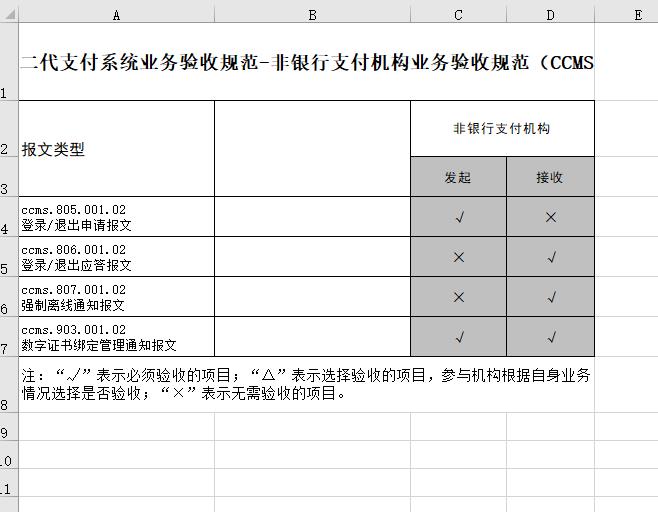 A B C D E
1 二代支付系统业务验收规范-非银行支付机构业务验收规范（CCMS
2 报文类型 非银行支付机构
3 发起 接收
4 ccms.805.001.02 √ ×
登录/退出申请报文
5 ccms.806.001.02 × √
登录/退出应答报文
6 ccms.807.001.02 × √
强制离线通知报文
7 ccms.903.001.02 √ √
数字证书绑定管理通知报文
8 注：“√”表示必须验收的项目；“△”表示选择验收的项目，参与机构根据自身业务
情况选择是否验收；“×”表示无需验收的项目。
9
10
11